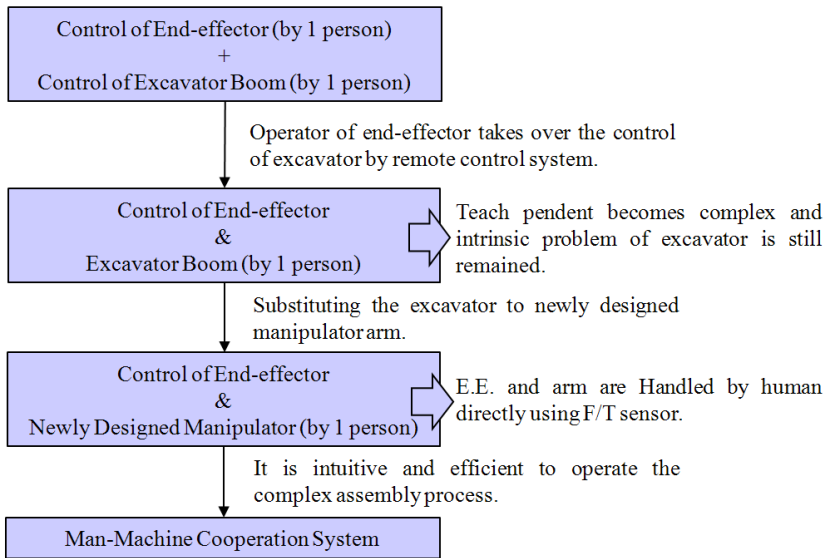 Control of End-effector (by 1 person)
+
Control of Excavator Boom (by 1 person)
Operator of end-effector takes over the control
of excavator by remote control system.
Control of End-effector
&
Excavator Boom (by 1 person)
Teach pendent becomes complex and
intrinsic problem of excavator is still
remained.
Substituting the excavator to newly designed
manipulator arm.
Control of End-effector
&
Newly Designed Manipulator (by 1 person)
E.E. and arm are Handled by human
directly using F/T sensor.
It is intuitive and efficient to operate the
complex assembly process.
Man-Machine Cooperation System